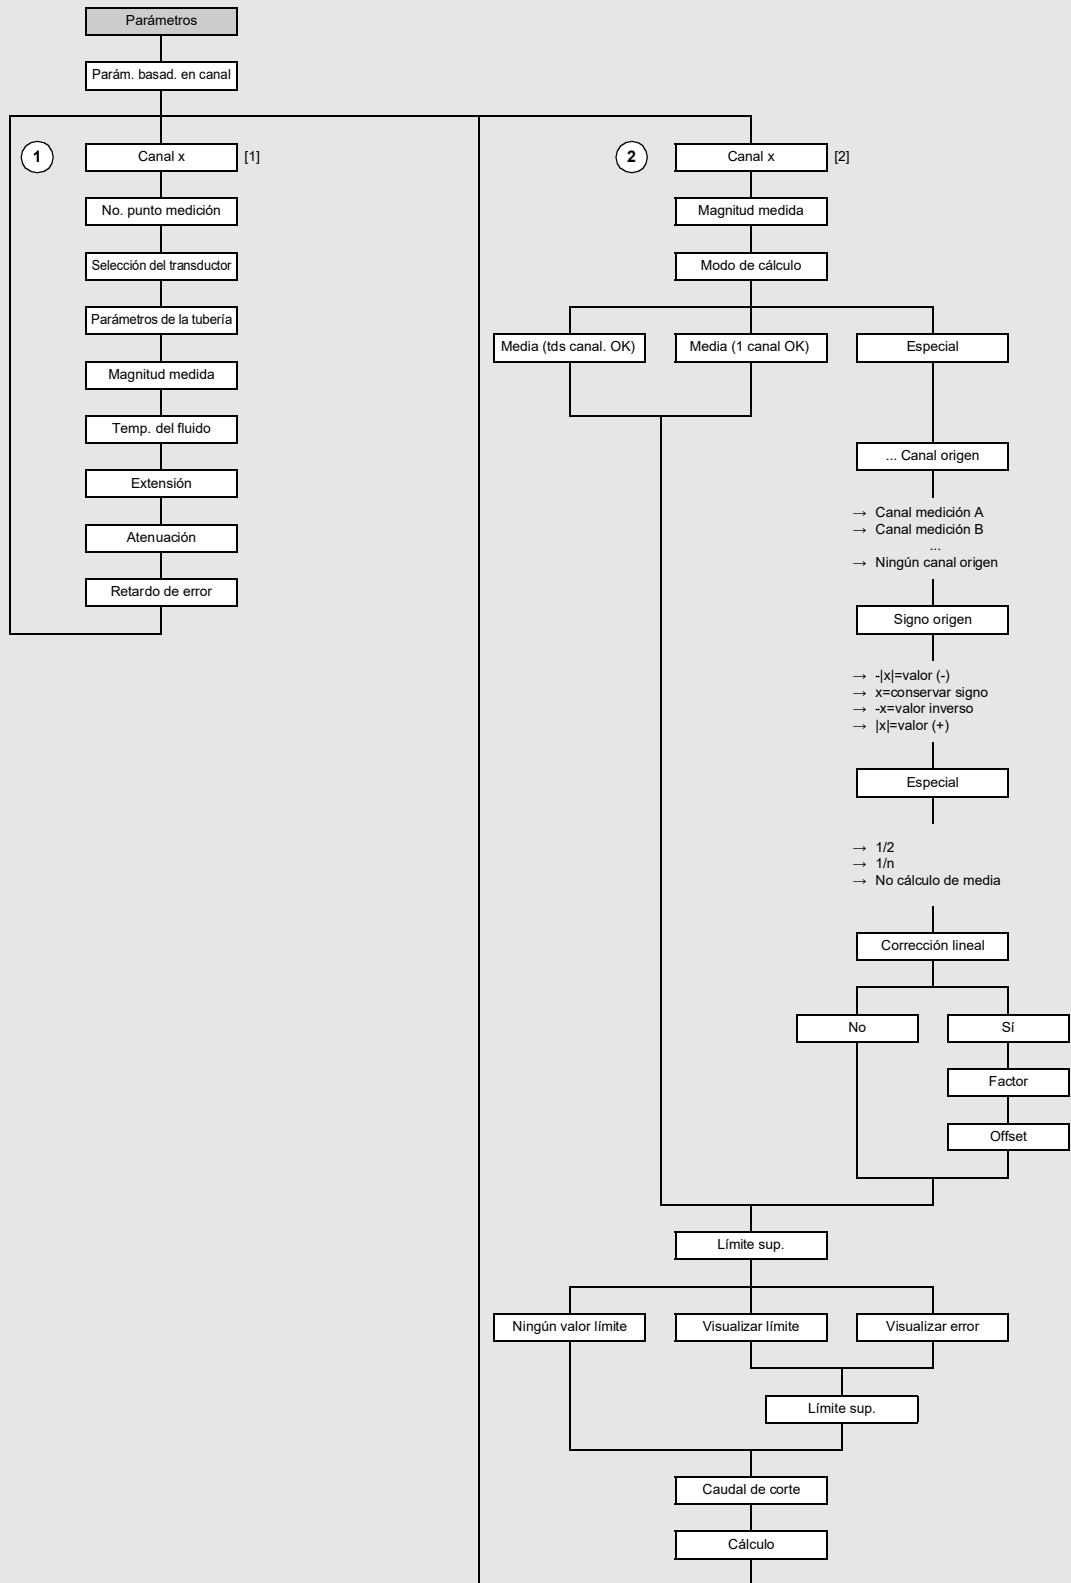 Parámetros
Parám. basad. en canal
1
Canal x
[1]
No. punto medición
Selección del transductor
Parámetros de la tubería
Magnitud medida
Temp. del fluido
Extensión
Atenuación
Retardo de error
2
Canal x
[2]
Magnitud medida
Modo de cálculo
Media (tds canal. OK)
Media (1 canal OK)
Especial
... Canal origen
→ Canal medición A
→ Canal medición B
...
→ Ningún canal origen
Signo origen
→ -|x|=valor (-)
→ x=conservar signo
→ -x=valor inverso
→ |x|=valor (+)
Especial
→ 1/2
→ 1/n
→ No cálculo de media
Corrección lineal
No
Sí
Factor
Offset
Límite sup.
Ningún valor límite
Visualizar límite
Visualizar error
Límite sup.
Caudal de corte
Cálculo